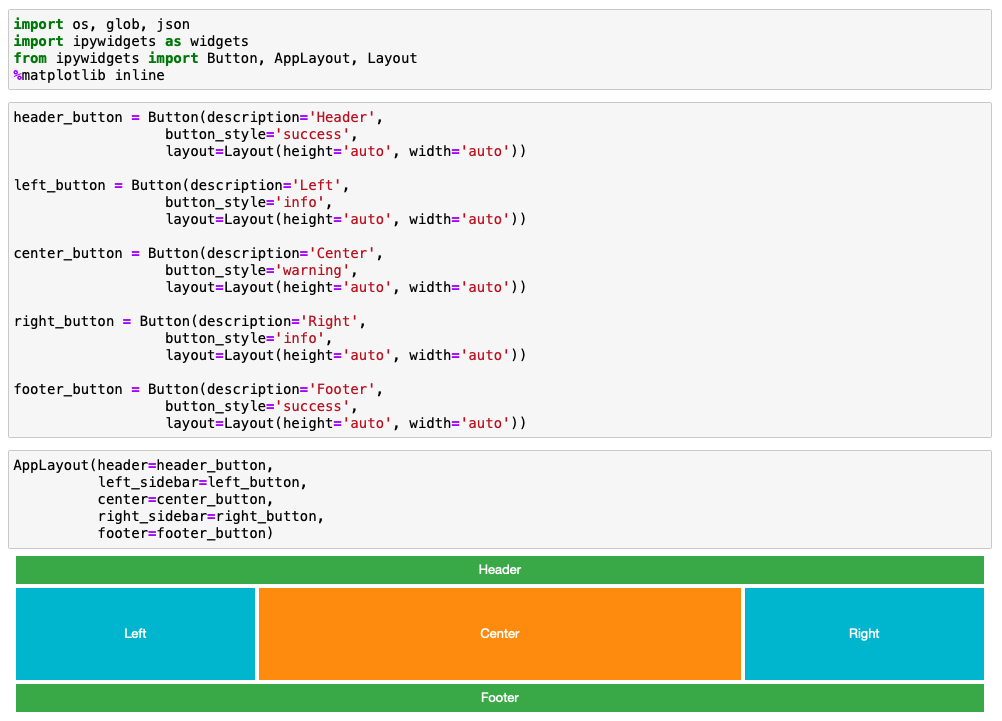 import os, glob, json
import ipywidgets as widgets
from ipywidgets import Button, AppLayout, Layout
%matplotlib inline
header_button = Button(description='Header',
                  button_style='success',
                  layout=Layout(height='auto', width='auto'))
left_button = Button(description='Left',
                  button_style='info',
                  layout=Layout(height='auto', width='auto'))
center_button = Button(description='Center',
                  button_style='warning',
                  layout=Layout(height='auto', width='auto'))
right_button = Button(description='Right',
                  button_style='info',
                  layout=Layout(height='auto', width='auto'))
footer_button = Button(description='Footer',
                  button_style='success',
                  layout=Layout(height='auto', width='auto'))
AppLayout(header=header_button,
          left_sidebar=left_button,
          center=center_button,
          right_sidebar=right_button,
          footer=footer_button)
Header
Left Center Right
Footer